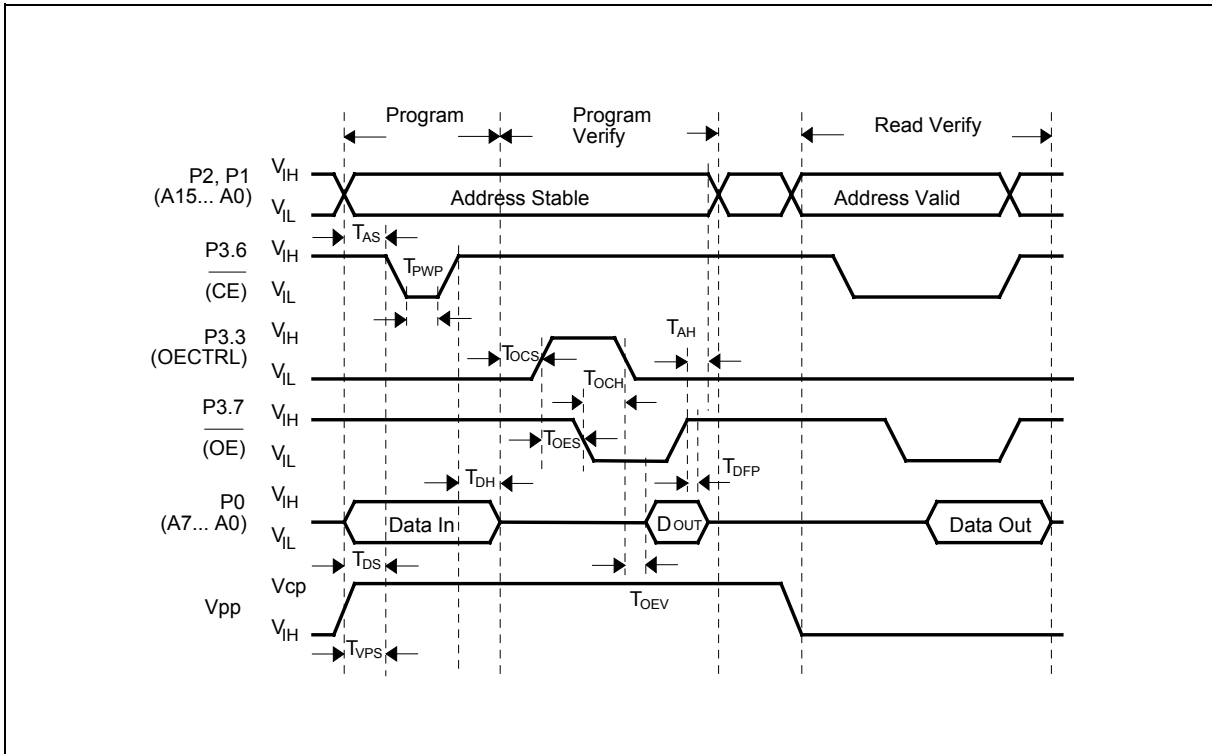 Program
Program
Verify
Read Verify
P2, P1
(A15... A0)
VIH
VIL
Address Stable
Address Valid
TAS
P3.6
(CE)
VIH
VIL
TPWP
P3.3
(OECTRL)
VIH
VIL
TOCS
TAH
TOCH
P3.7
(OE)
VIH
VIL
TOES
TDFP
TDH
P0
(A7... A0)
VIH
VIL
Data In
DOUT
Data Out
TDS
Vpp
Vcp
VIH
TOEV
TVPS